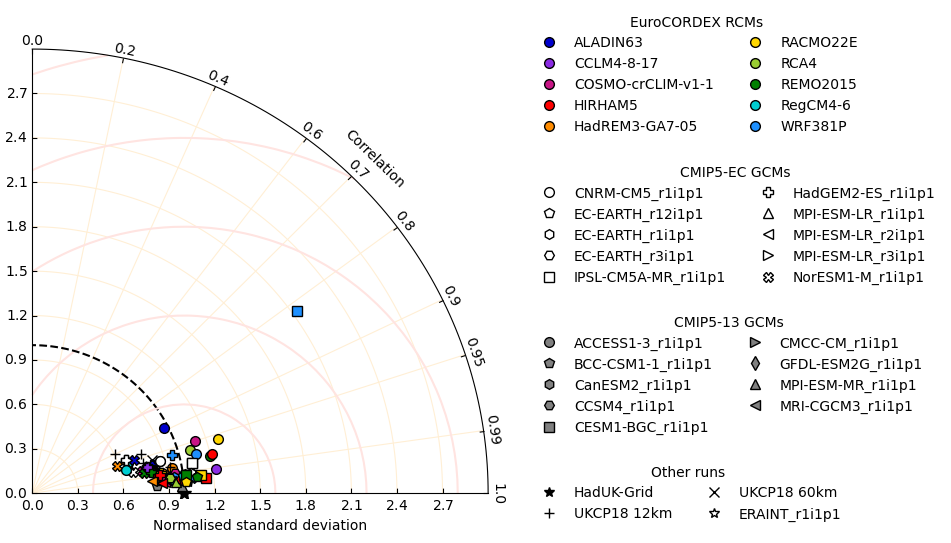 EuroCORDEX RCMs
ALADIN63 RACMO22E
CCLM4-8-17 RCA4
COSMO-crCLIM-v1-1 REMO2015
HIRHAM5 RegCM4-6
HadREM3-GA7-05 WRF381P
CMIP5-EC GCMs
CNRM-CM5_r1i1p1 HadGEM2-ES_r1i1p1
EC-EARTH_r12i1p1 MPI-ESM-LR_r1i1p1
EC-EARTH_r1i1p1 MPI-ESM-LR_r2i1p1
EC-EARTH_r3i1p1 MPI-ESM-LR_r3i1p1
IPSL-CM5A-MR_r1i1p1 NorESM1-M_r1i1p1
CMIP5-13 GCMs
ACCESS1-3_r1i1p1 CMCC-CM_r1i1p1
BCC-CSM1-1_r1i1p1 GFDL-ESM2G_r1i1p1
CanESM2_r1i1p1 MPI-ESM-MR_r1i1p1
CCSM4_r1i1p1 MRI-CGCM3_r1i1p1
CESM1-BGC_r1i1p1
Other runs
HadUK-Grid UKCP18 60km
UKCP18 12km ERAINT_r1i1p1
0.0
0.2
0.4
0.6
Correlation
0.7
0.8
0.9
0.95
0.99
1.0
2.7
2.4
2.1
1.8
1.5
1.2
0.9
0.6
0.3
0.0
0.0 0.3 0.6 0.9 1.2 1.5 1.8 2.1 2.4 2.7
Normalised standard deviation